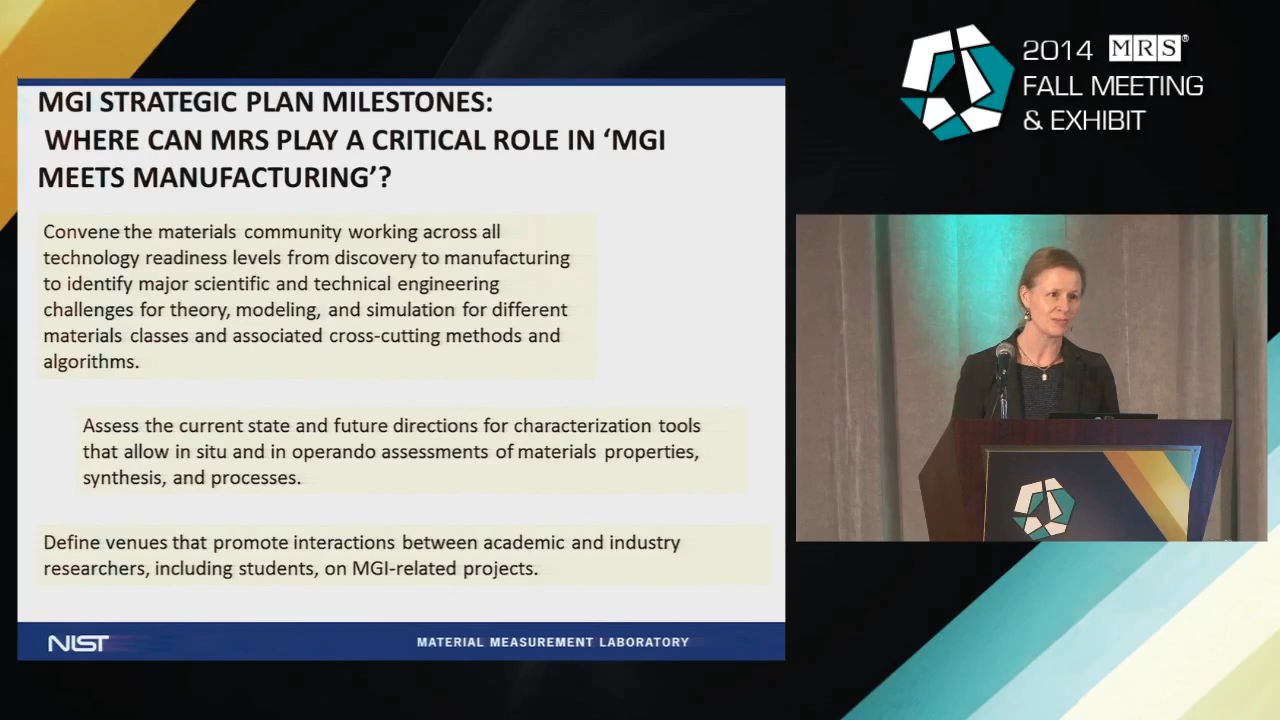 MGI STRATEGIC PLAN MILESTONES:
WHERE CAN MRS PLAY A CRITICAL ROLE IN ‘MGI
MEETS MANUFACTURING’?
Convene the materials community working across all
technology readiness levels from discovery to manufacturing
to identify major scientific and technical engineering
challenges for theory, modeling, and simulation for different
materials classes and associated cross-cutting methods and
algorithms.
Assess the current state and future directions for characterization tools
that allow in situ and in operando assessments of materials properties,
synthesis, and processes.
Define venues that promote interactions between academic and industry
researchers, including students, on MGI-related projects.
NIST
MATERIAL MEASUREMENT LABORATORY
2014 MRS®
FALL MEETING
& EXHIBIT